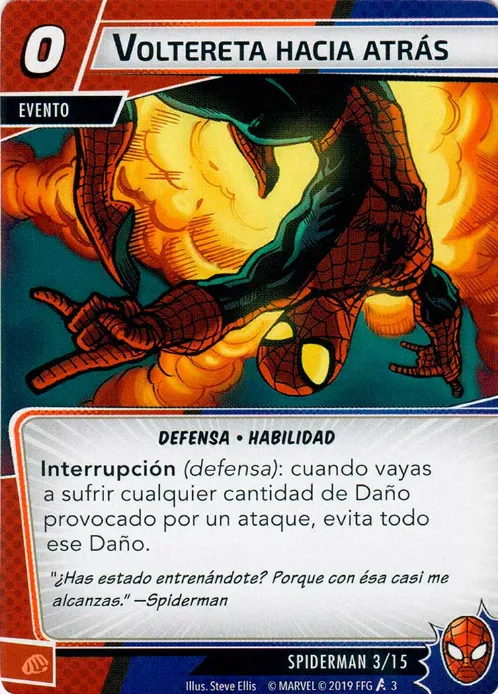 0
VOLTERETA HACIA ATRÁS
EVENTO
DEFENSA • HABILIDAD
Interrupción (defensa): cuando vayas
a sufrir cualquier cantidad de Daño
provocado por un ataque, evita todo
ese Daño.
"¿Has estado entrenándote? Porque con ésa casi me
alcanzas." —Spiderman
SPIDERMAN 3/15
Illus. Steve Ellis © MARVEL © 2019 FFG 3